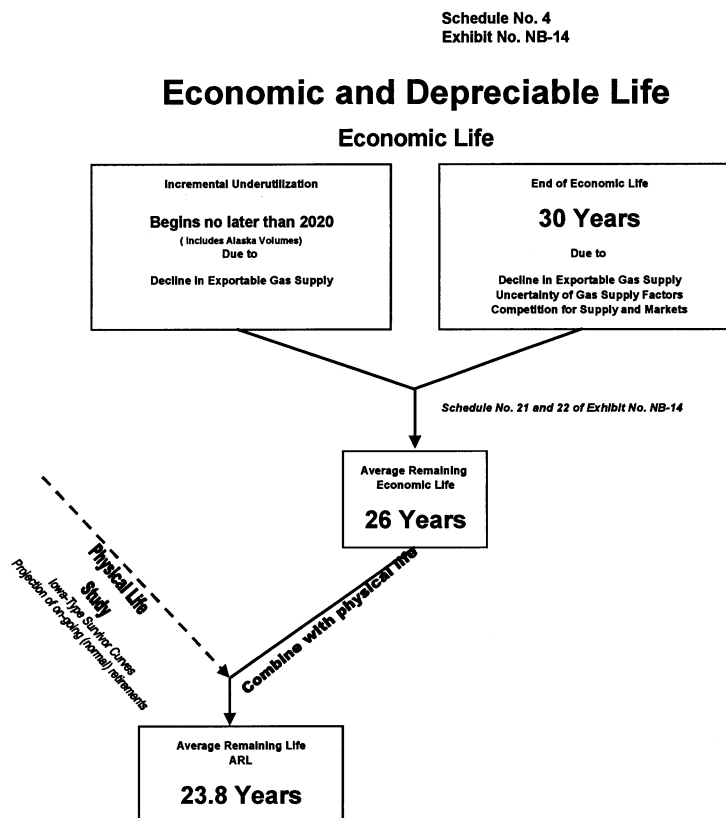 Schedule No. 4
Exhibit No. NB-14
Economic and Depreciable Life
Economic Life
Incremental Underutilization
Begins no later than 2020
( Includes Alaska Volumes)
Due to
Decline in Exportable Gas Supply
End of Economic Life
30 Years
Due to
Decline in Exportable Gas Supply
Uncertainty of Gas Supply Factors
Competition for Supply and Markets
Schedule No. 21 and 22 of Exhibit No. NB-14
Average Remaining
Economic Life
26 Years
Physical Life
Study
Iowa-Type Survivor Curves
Projection of on-going (normal) retirements
Combine with physical life
Average Remaining Life
ARL
23.8 Years